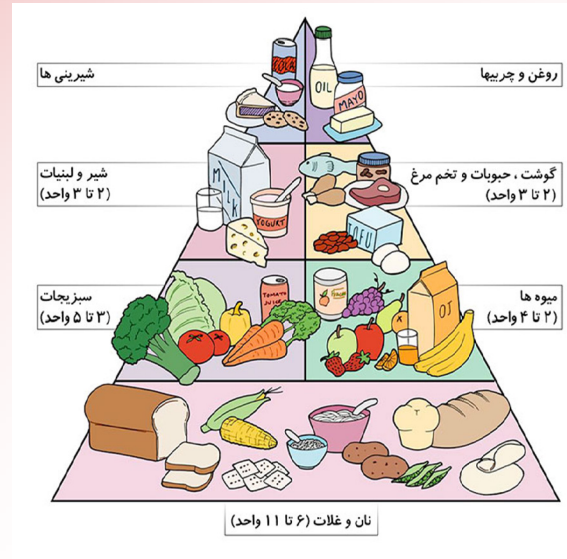 شیرینی ها
روغن و چربیها
COLA
OIL
MAYO
شیر و لبنیات
(۲ تا ۳ واحد)
گوشت ، حبوبات و تخم مرغ
(۲ تا ۳ واحد)
MILK
YOGURT
TOFU
سبزیجات
(۳ تا ۵ واحد)
میوه ها
(۲ تا ۴ واحد)
TOMATO
JUICE
OJ
نان و غلات (۶ تا ۱۱ واحد)